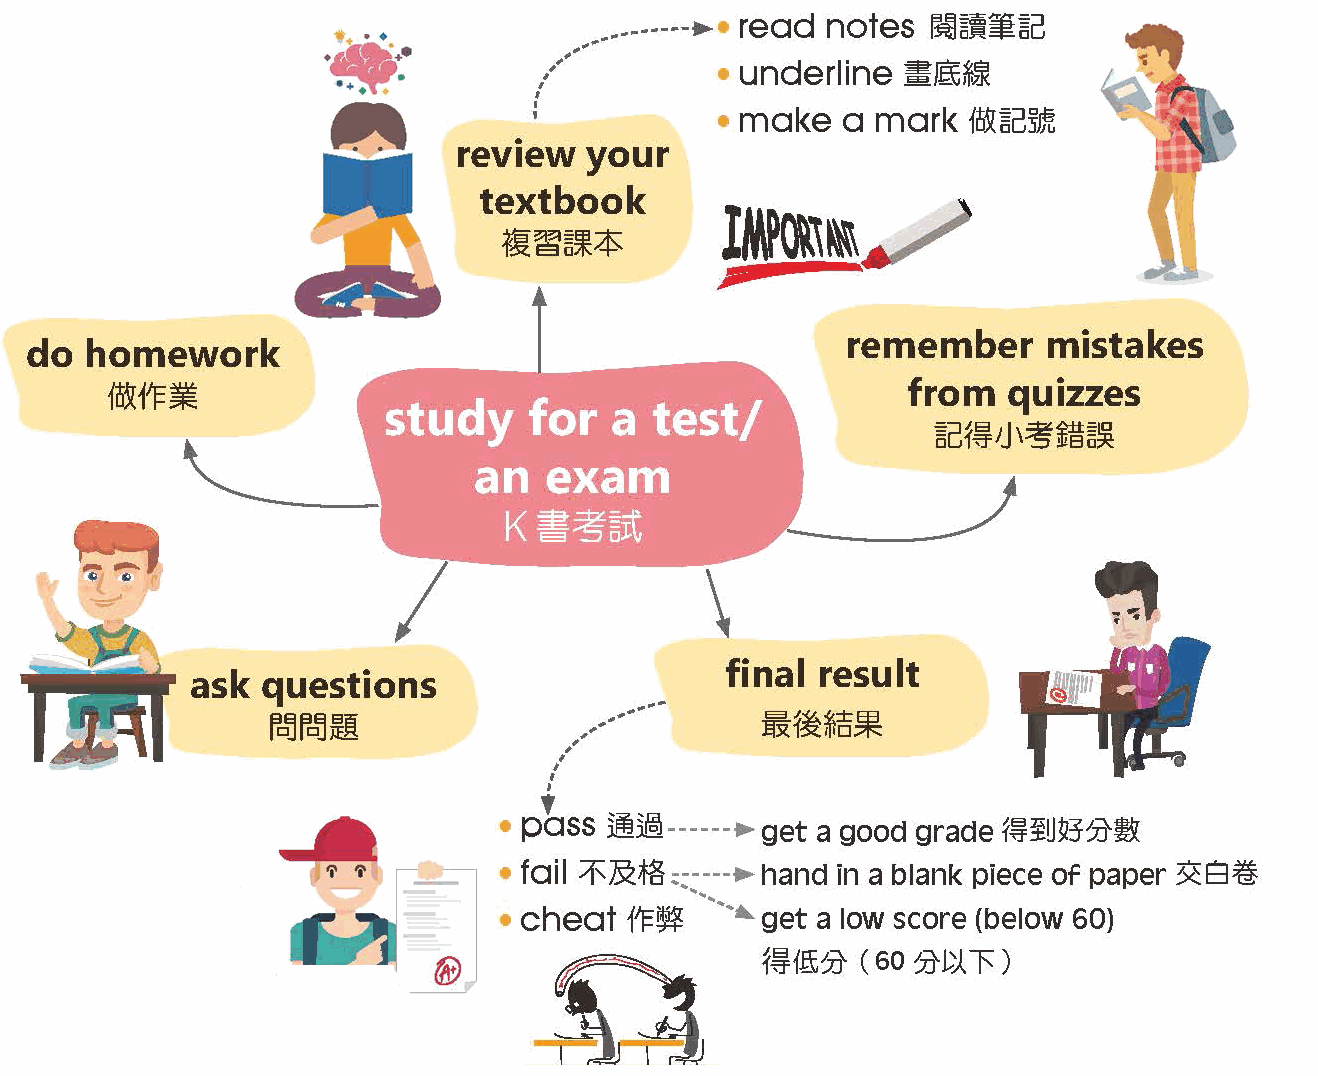 read notes 閱讀筆記
underline 畫底線
make a mark 做記號
review your
textbook
複習課本
IMPORTANT
do homework
做作業
remember mistakes
from quizzes
記得小考錯誤
study for a test/
an exam
K 書考試
ask questions
問問題
final result
最後結果
pass 通過
get a good grade 得到好分數
fail 不及格
hand in a blank piece of paper 交白卷
cheat 作弊
get a low score (below 60)
得低分（60 分以下）
A+